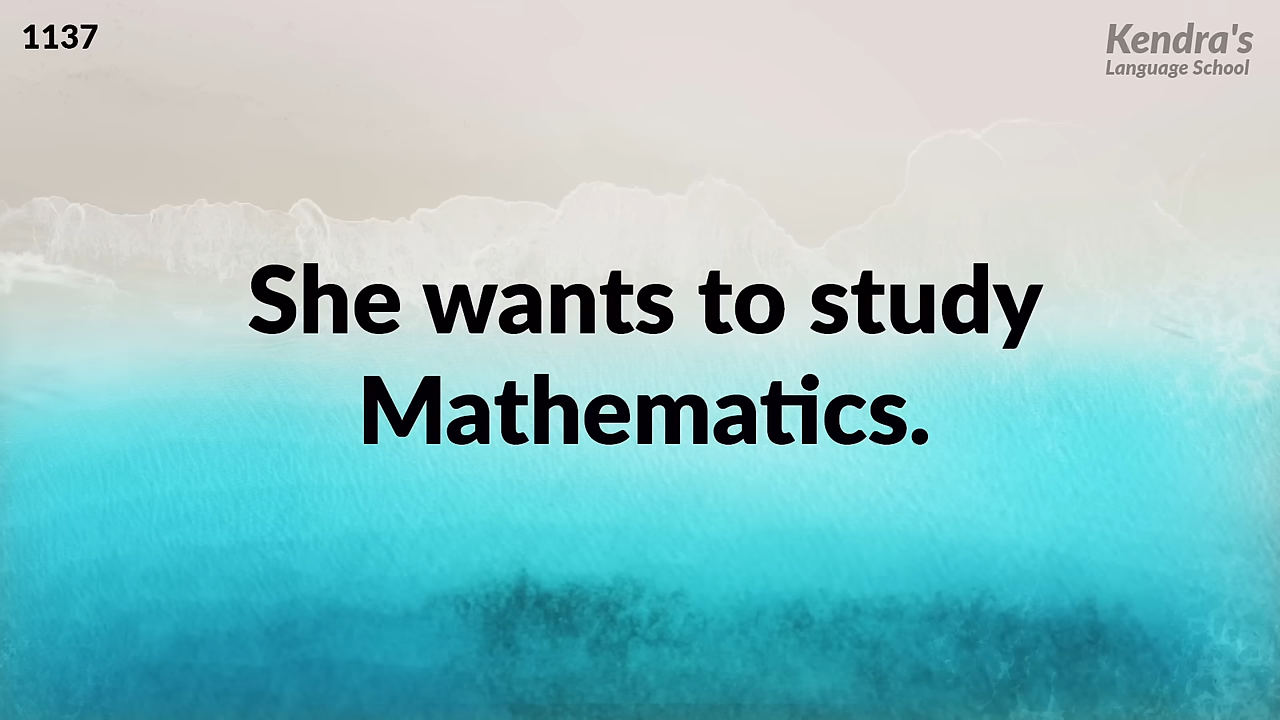 1137
Kendra's
Language School
She wants to study
Mathematics.